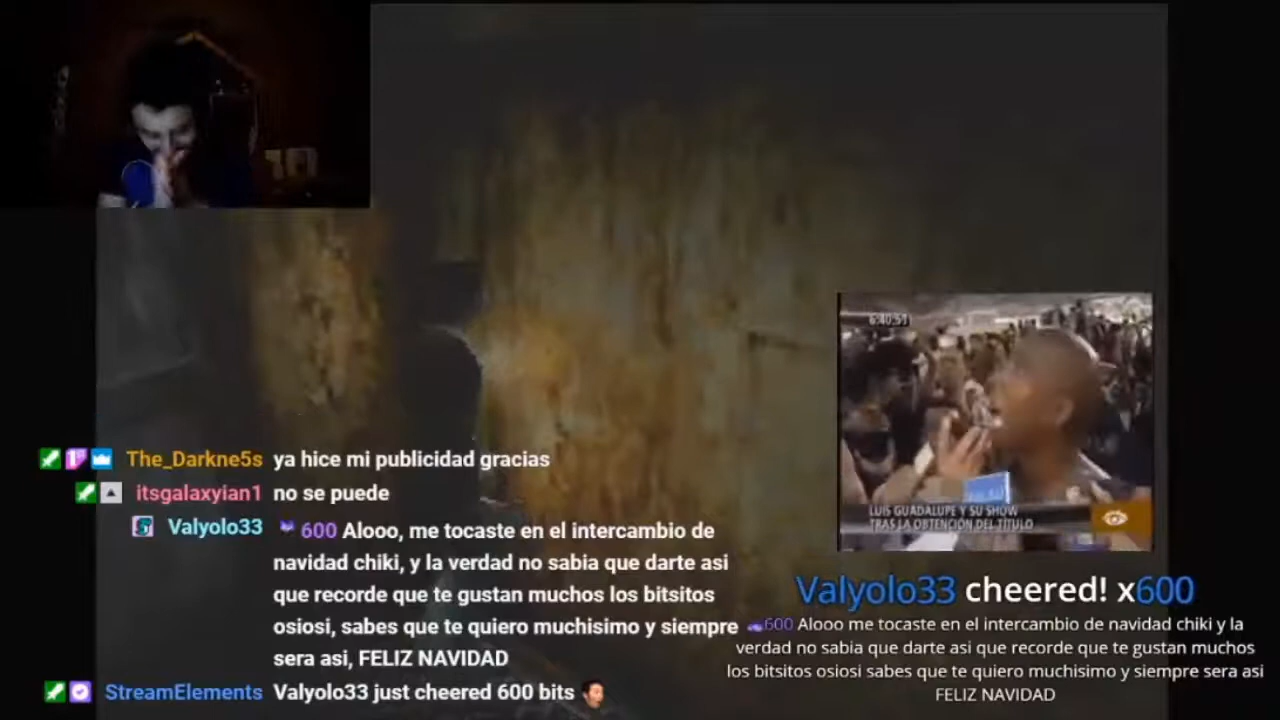 The_Darkne5s ya hice mi publicidad gracias
itsgalaxyian1 no se puede
Valyolo33 600 Alooo, me tocaste en el intercambio de
navidad chiki, y la verdad no sabia que darte asi
que recorde que te gustan muchos los bitsitos
osiosi, sabes que te quiero muchisimo y siempre
sera asi, FELIZ NAVIDAD
StreamElements Valyolo33 just cheered 600 bits
6:40:51
LUIS GUADALUPE Y SU SHOW
TRAS LA OBTENCIÓN DEL TÍTULO
Valyolo33 cheered! x600
600 Alooo me tocaste en el intercambio de navidad chiki y la
verdad no sabia que darte asi que recorde que te gustan muchos
los bitsitos osiosi sabes que te quiero muchisimo y siempre sera asi
FELIZ NAVIDAD